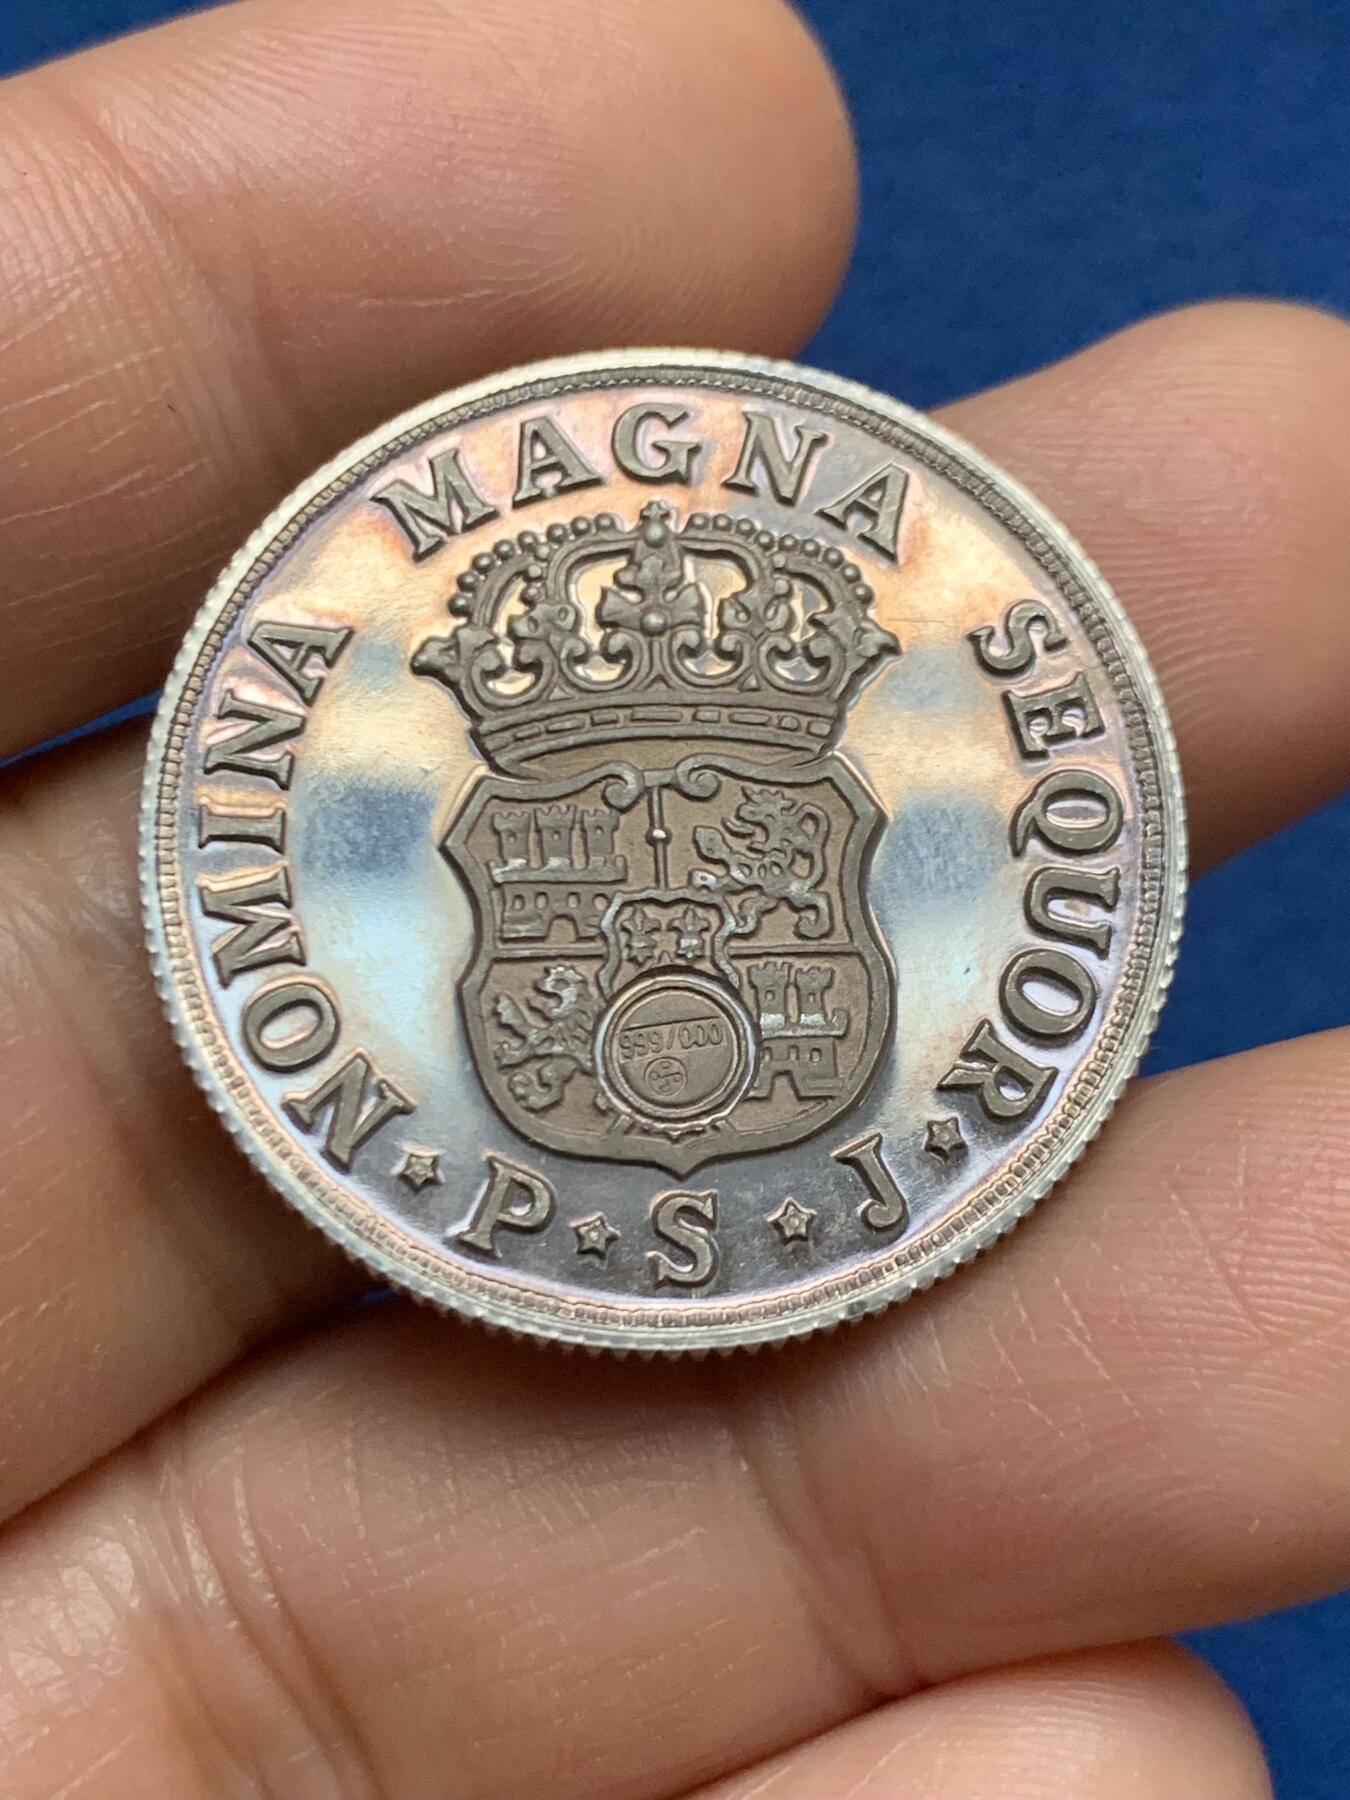 NOMINA MAGNA SEQUOR
P · S · J
999/000